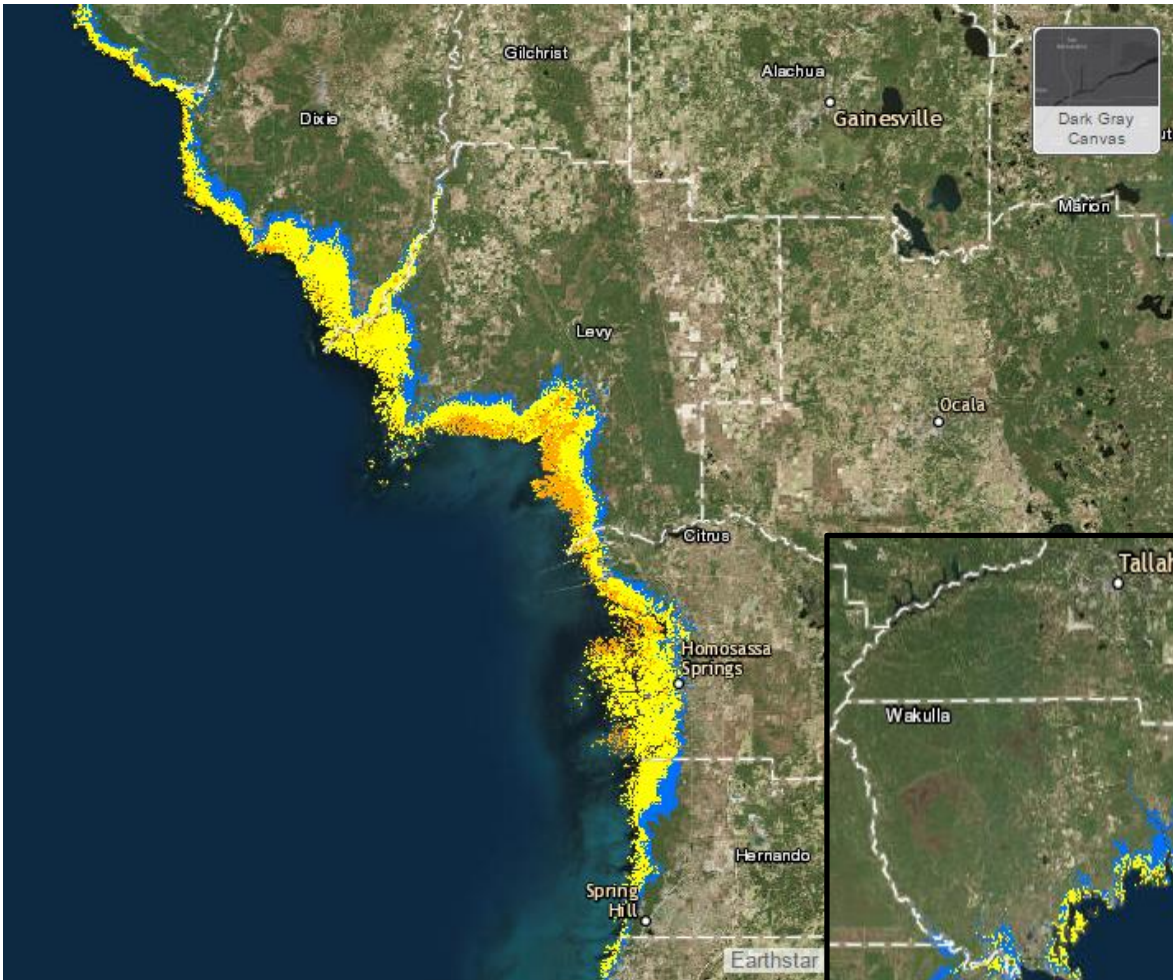 Gilchrist
Alachua
Gainesville
Dixie
Dark Gray
Canvas
Marion
Levy
Ocala
Citrus
Homosassa
Springs
Tallah
Wakulla
Hernando
Spring
Hill
Earthstar